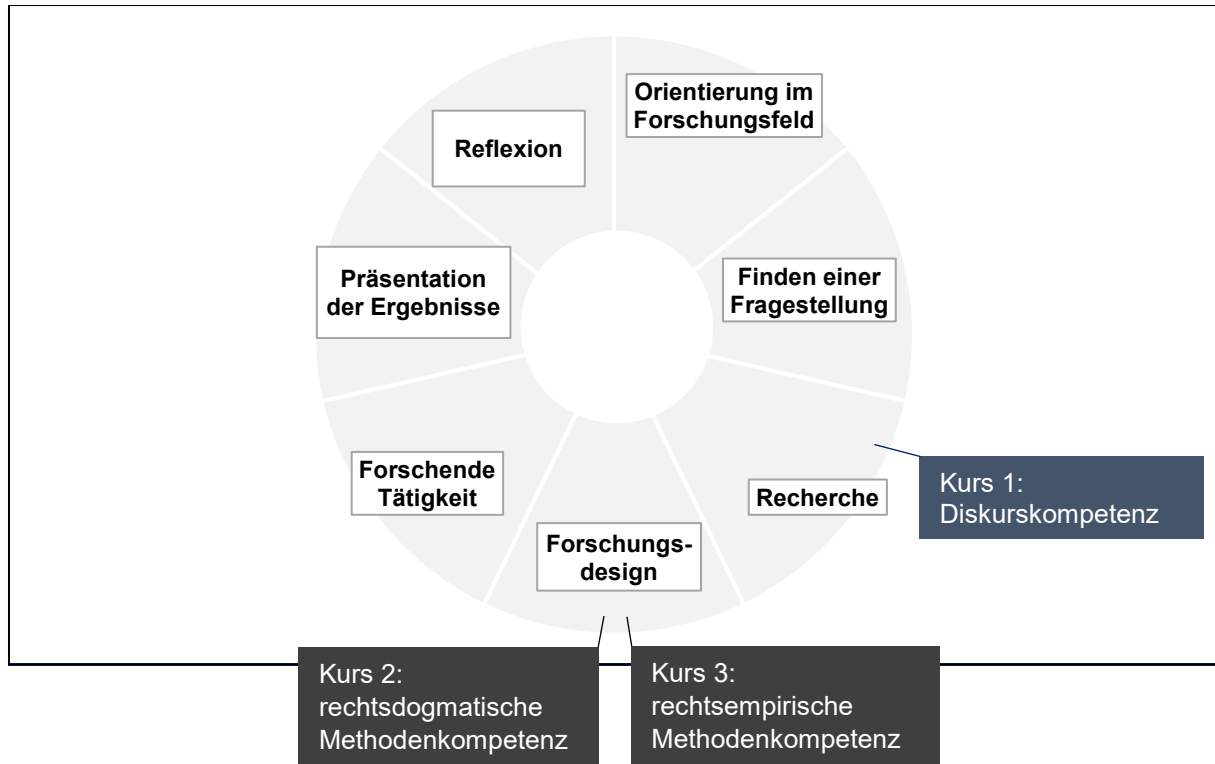 Orientierung im
Forschungsfeld
Reflexion
Präsentation
der Ergebnisse
Finden einer
Fragestellung
Forschende
Tätigkeit
Recherche
Kurs 1:
Diskurskompetenz
Forschungs-
design
Kurs 2:
rechtsdogmatische
Methodenkompetenz
Kurs 3:
rechtsempirische
Methodenkompetenz